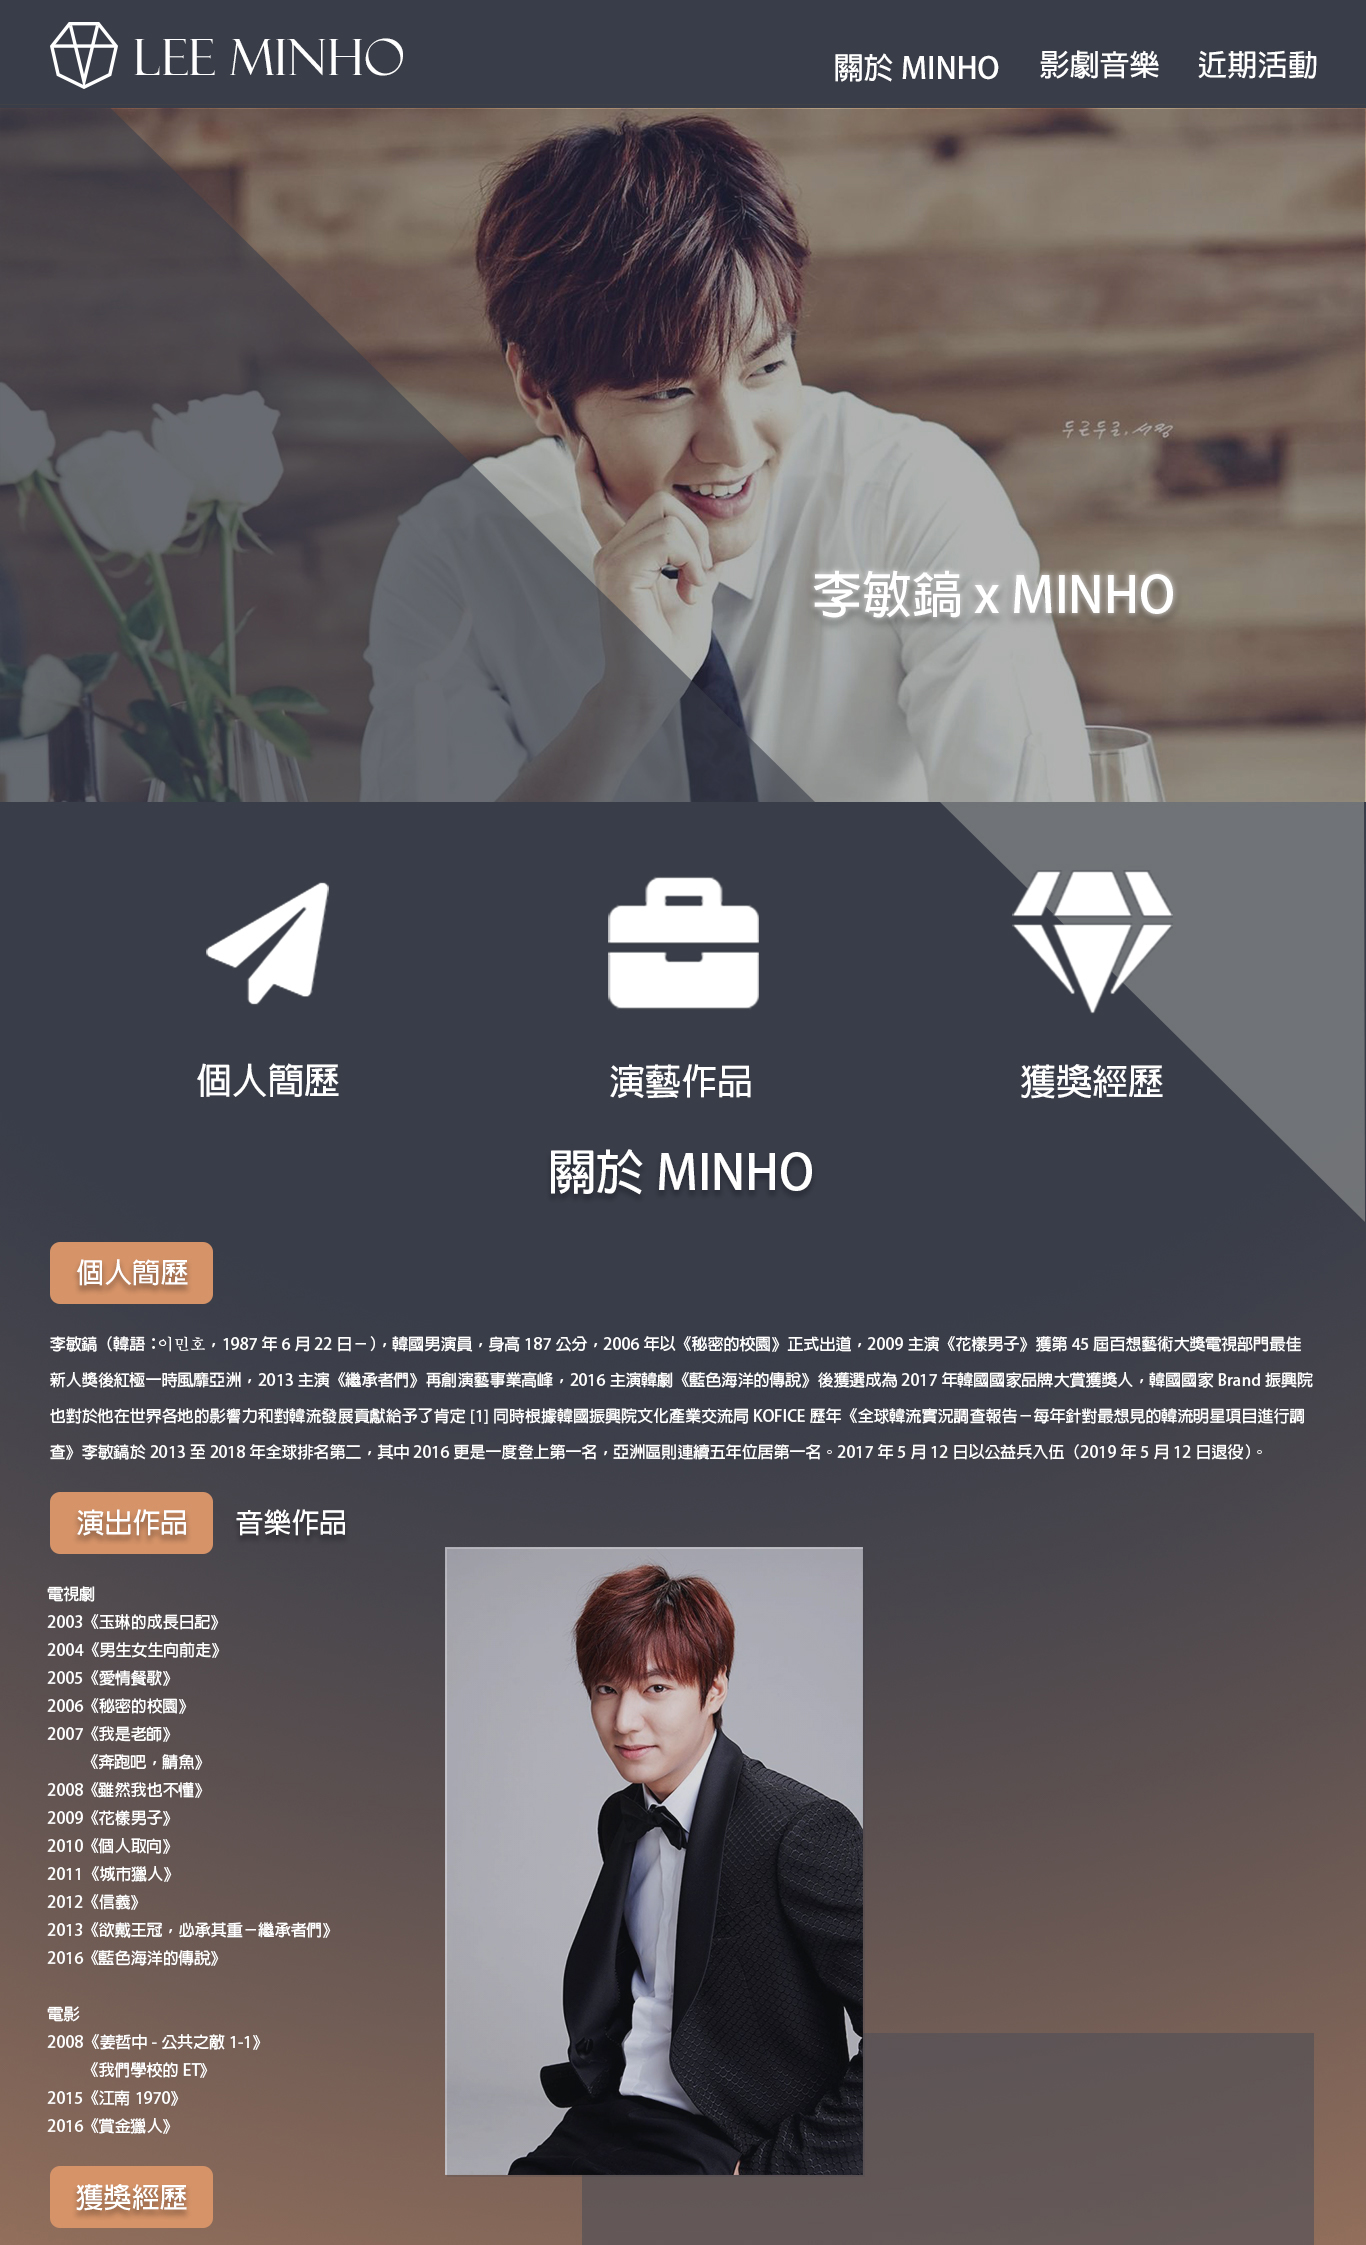 LEE MINHO
關於 MINHO
影劇音樂
近期活動
두근두근, 서정
李敏鎬 x MINHO
個人簡歷
演藝作品
獲獎經歷
關於 MINHO
個人簡歷
李敏鎬（韓語：이민호，1987 年 6 月 22 日－），韓國男演員，身高 187 公分，2006 年以《秘密的校園》正式出道，2009 主演《花樣男子》獲第 45 屆百想藝術大獎電視部門最佳
新人獎後紅極一時風靡亞洲，2013 主演《繼承者們》再創演藝事業高峰，2016 主演韓劇《藍色海洋的傳說》後獲選成為 2017 年韓國國家品牌大賞獲獎人，韓國國家 Brand 振興院
也對於他在世界各地的影響力和對韓流發展貢獻給予了肯定 [1] 同時根據韓國振興院文化產業交流局 KOFICE 歷年《全球韓流實況調查報告－每年針對最想見的韓流明星項目進行調
查》李敏鎬於 2013 至 2018 年全球排名第二，其中 2016 更是一度登上第一名，亞洲區則連續五年位居第一名。2017 年 5 月 12 日以公益兵入伍（2019 年 5 月 12 日退役）。
演出作品
音樂作品
電視劇
2003《玉琳的成長日記》
2004《男生女生向前走》
2005《愛情餐歌》
2006《秘密的校園》
2007《我是老師》
《奔跑吧，鯖魚》
2008《雖然我也不懂》
2009《花樣男子》
2010《個人取向》
2011《城市獵人》
2012《信義》
2013《欲戴王冠，必承其重－繼承者們》
2016《藍色海洋的傳說》
電影
2008《姜哲中 - 公共之敵 1-1》
《我們學校的 ET》
2015《江南 1970》
2016《賞金獵人》
獲獎經歷